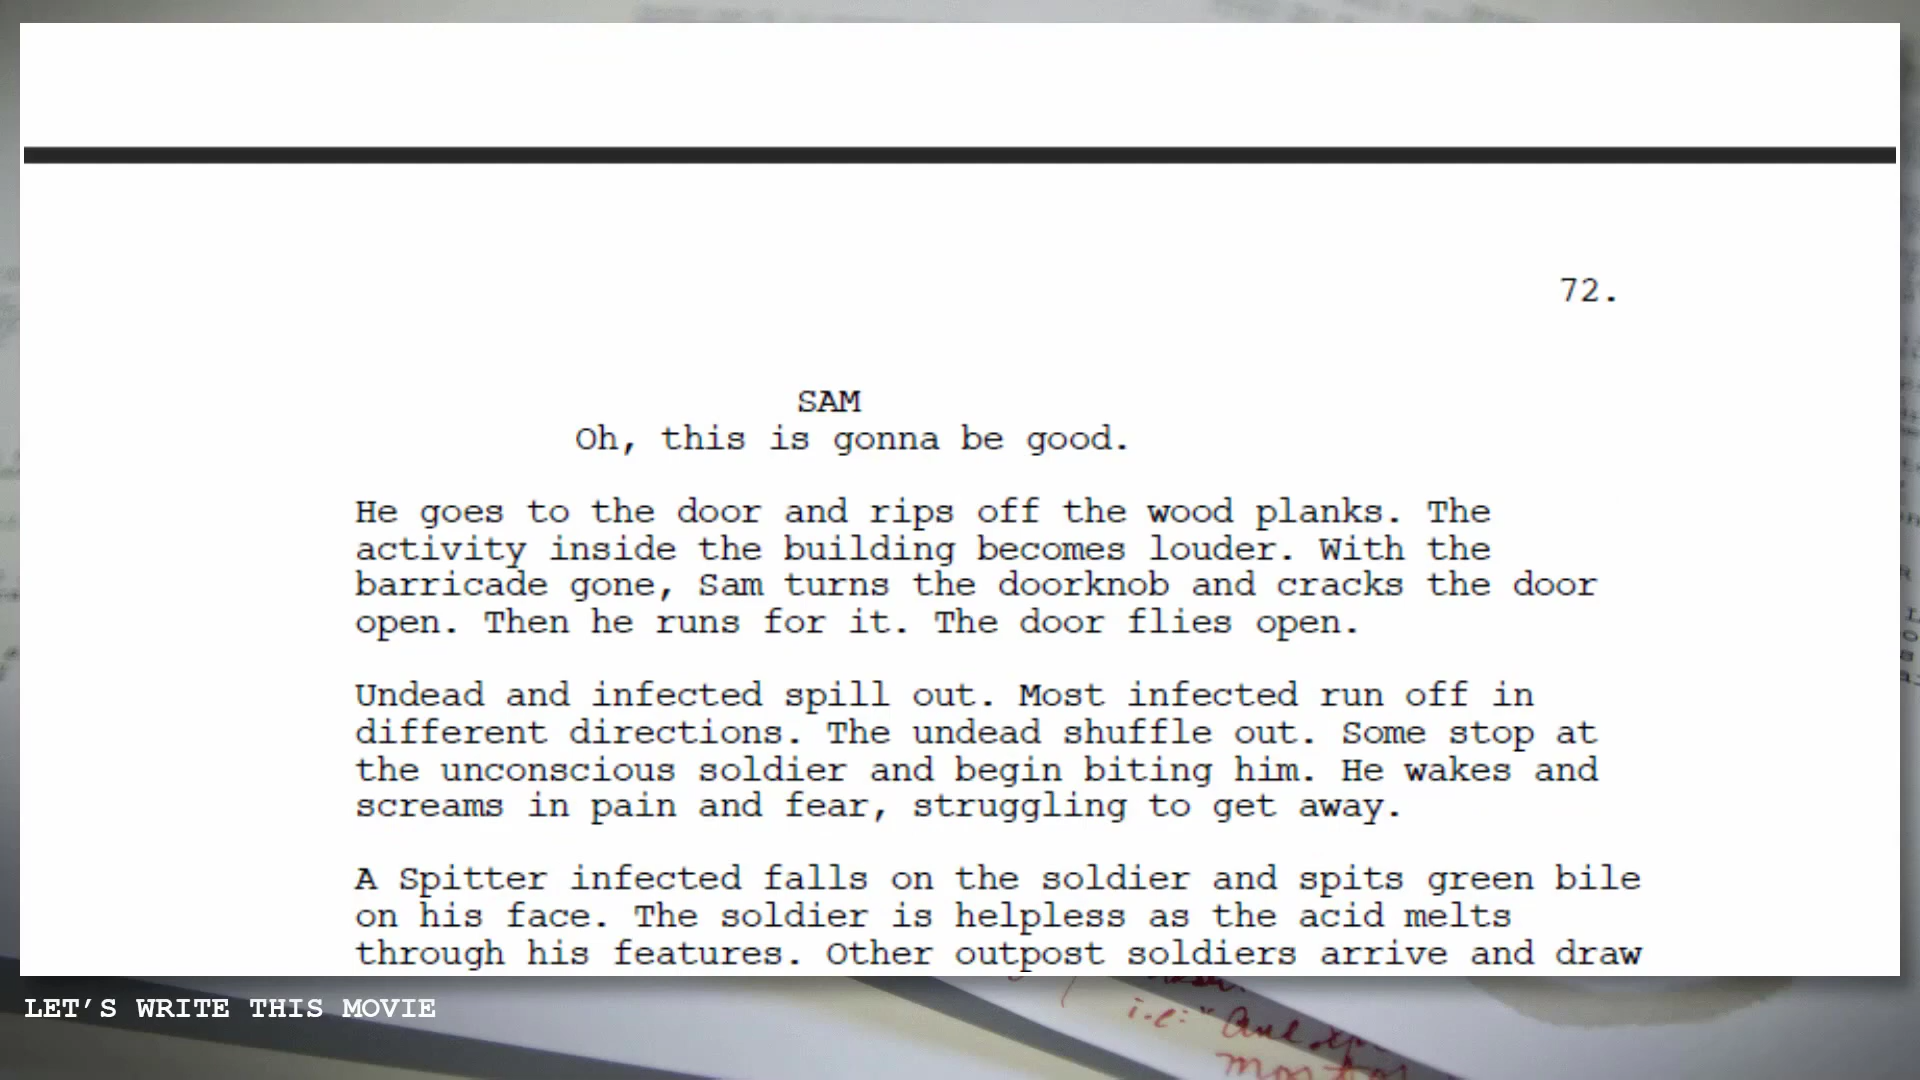 72.
SAM
Oh, this is gonna be good.
He goes to the door and rips off the wood planks. The
activity inside the building becomes louder. With the
barricade gone, Sam turns the doorknob and cracks the door
open. Then he runs for it. The door flies open.
Undead and infected spill out. Most infected run off in
different directions. The undead shuffle out. Some stop at
the unconscious soldier and begin biting him. He wakes and
screams in pain and fear, struggling to get away.
A Spitter infected falls on the soldier and spits green bile
on his face. The soldier is helpless as the acid melts
through his features. Other outpost soldiers arrive and draw
LET'S WRITE THIS MOVIE
i.e: "And